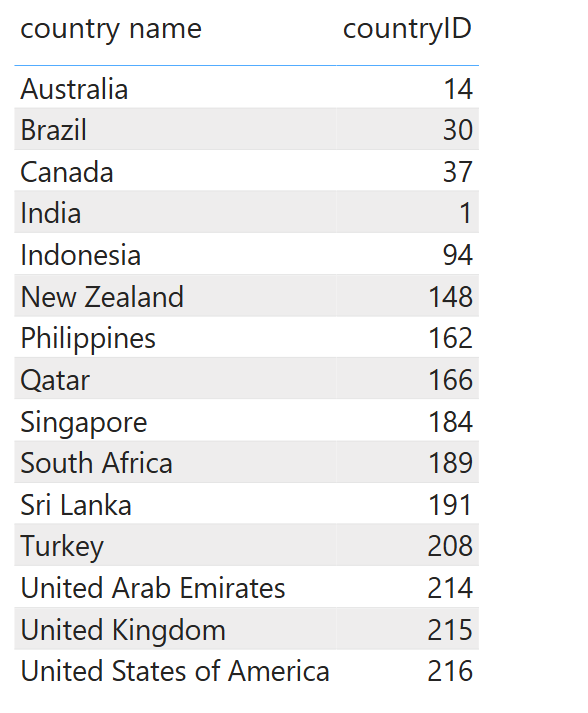 country name countryID
Australia 14
Brazil 30
Canada 37
India 1
Indonesia 94
New Zealand 148
Philippines 162
Qatar 166
Singapore 184
South Africa 189
Sri Lanka 191
Turkey 208
United Arab Emirates 214
United Kingdom 215
United States of America 216